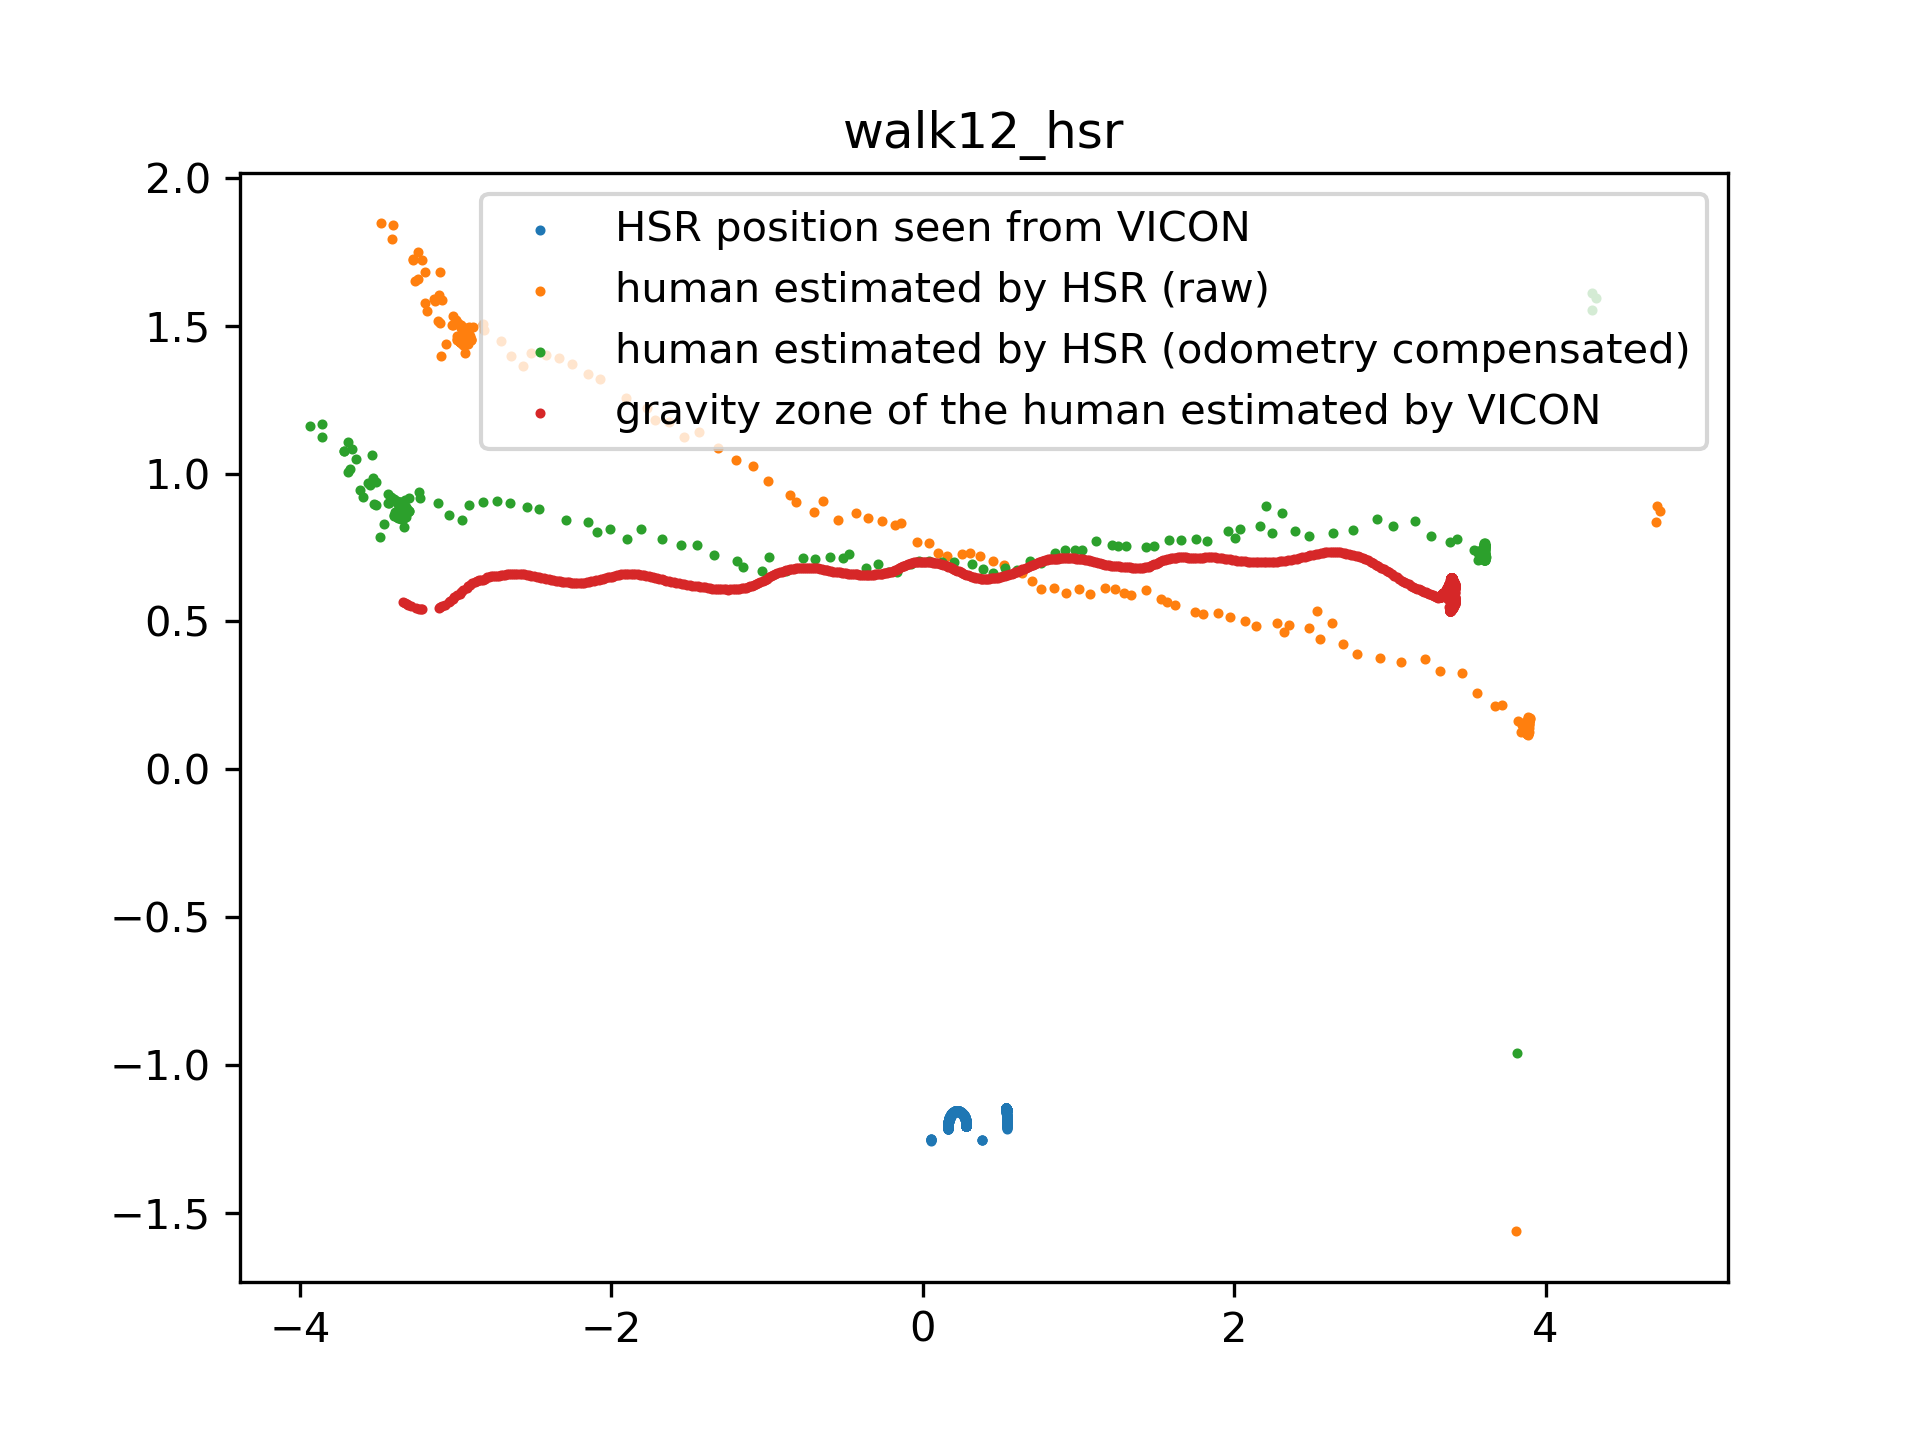 walk12_hsr
HSR position seen from VICON
human estimated by HSR (raw)
human estimated by HSR (odometry compensated)
gravity zone of the human estimated by VICON
2.0
1.5
1.0
0.5
0.0
−0.5
−1.0
−1.5
−4 −2 0 2 4